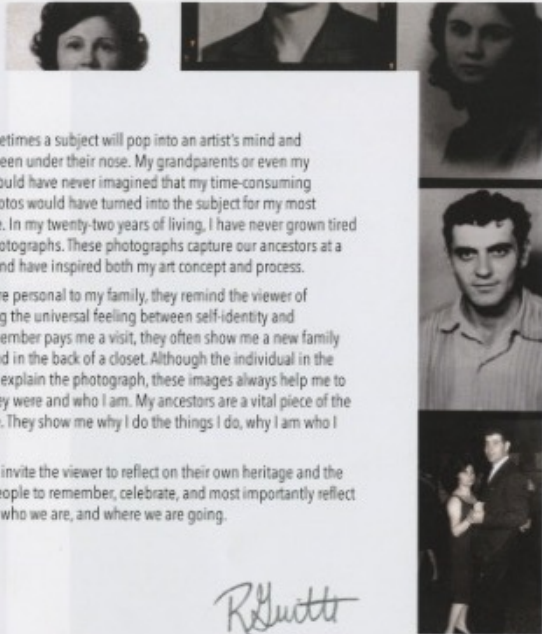 etimes a subject will pop into an artist's mind and
een under their nose. My grandparents or even my
ould have never imagined that my time-consuming
otos would have turned into the subject for my most
e. In my twenty-two years of living, I have never grown tired
otographs. These photographs capture our ancestors at a
nd have inspired both my art concept and process.
re personal to my family, they remind the viewer of
g the universal feeling between self-identity and
ember pays me a visit, they often show me a new family
d in the back of a closet. Although the individual in the
explain the photograph, these images always help me to
ey were and who I am. My ancestors are a vital piece of the
. They show me why I do the things I do, why I am who I
invite the viewer to reflect on their own heritage and the
eople to remember, celebrate, and most importantly reflect
who we are, and where we are going.